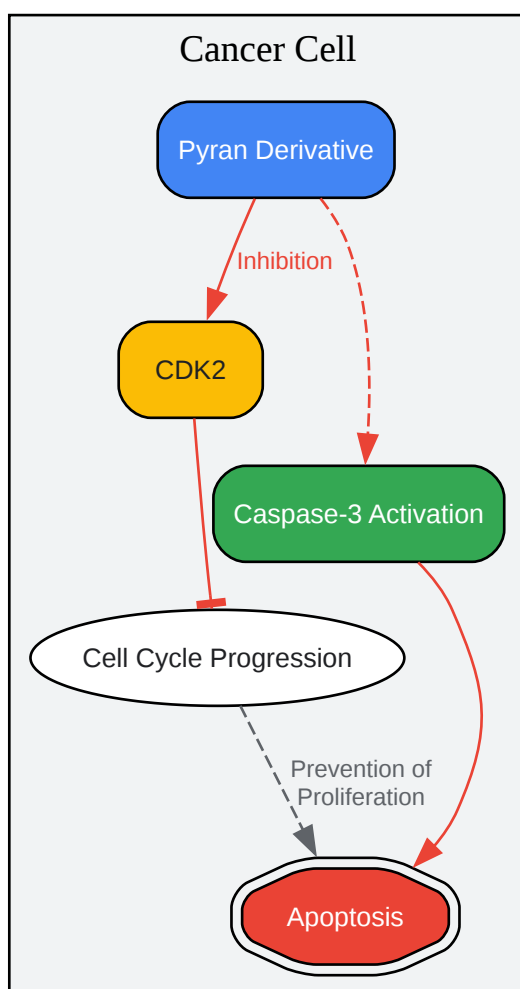 Cancer Cell
Pyran Derivative
Inhibition
CDK2
Caspase-3 Activation
Cell Cycle Progression
Prevention of
Proliferation
Apoptosis